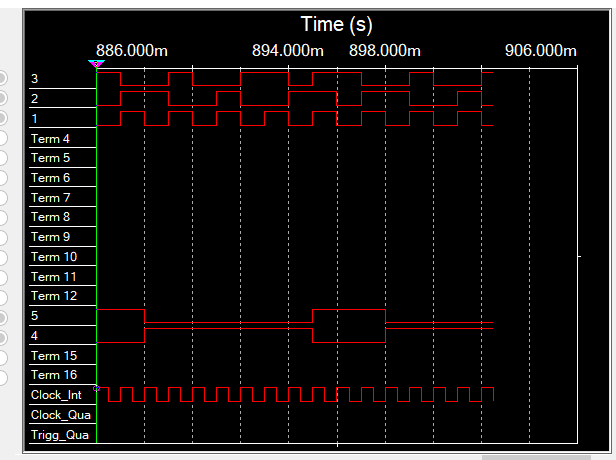 Time (s)
886.000m 894.000m 898.000m 906.000m
3
2
1
Term 4
Term 5
Term 6
Term 7
Term 8
Term 9
Term 10
Term 11
Term 12
5
4
Term 15
Term 16
Clock_Int
Clock_Qua
Trigg_Qua